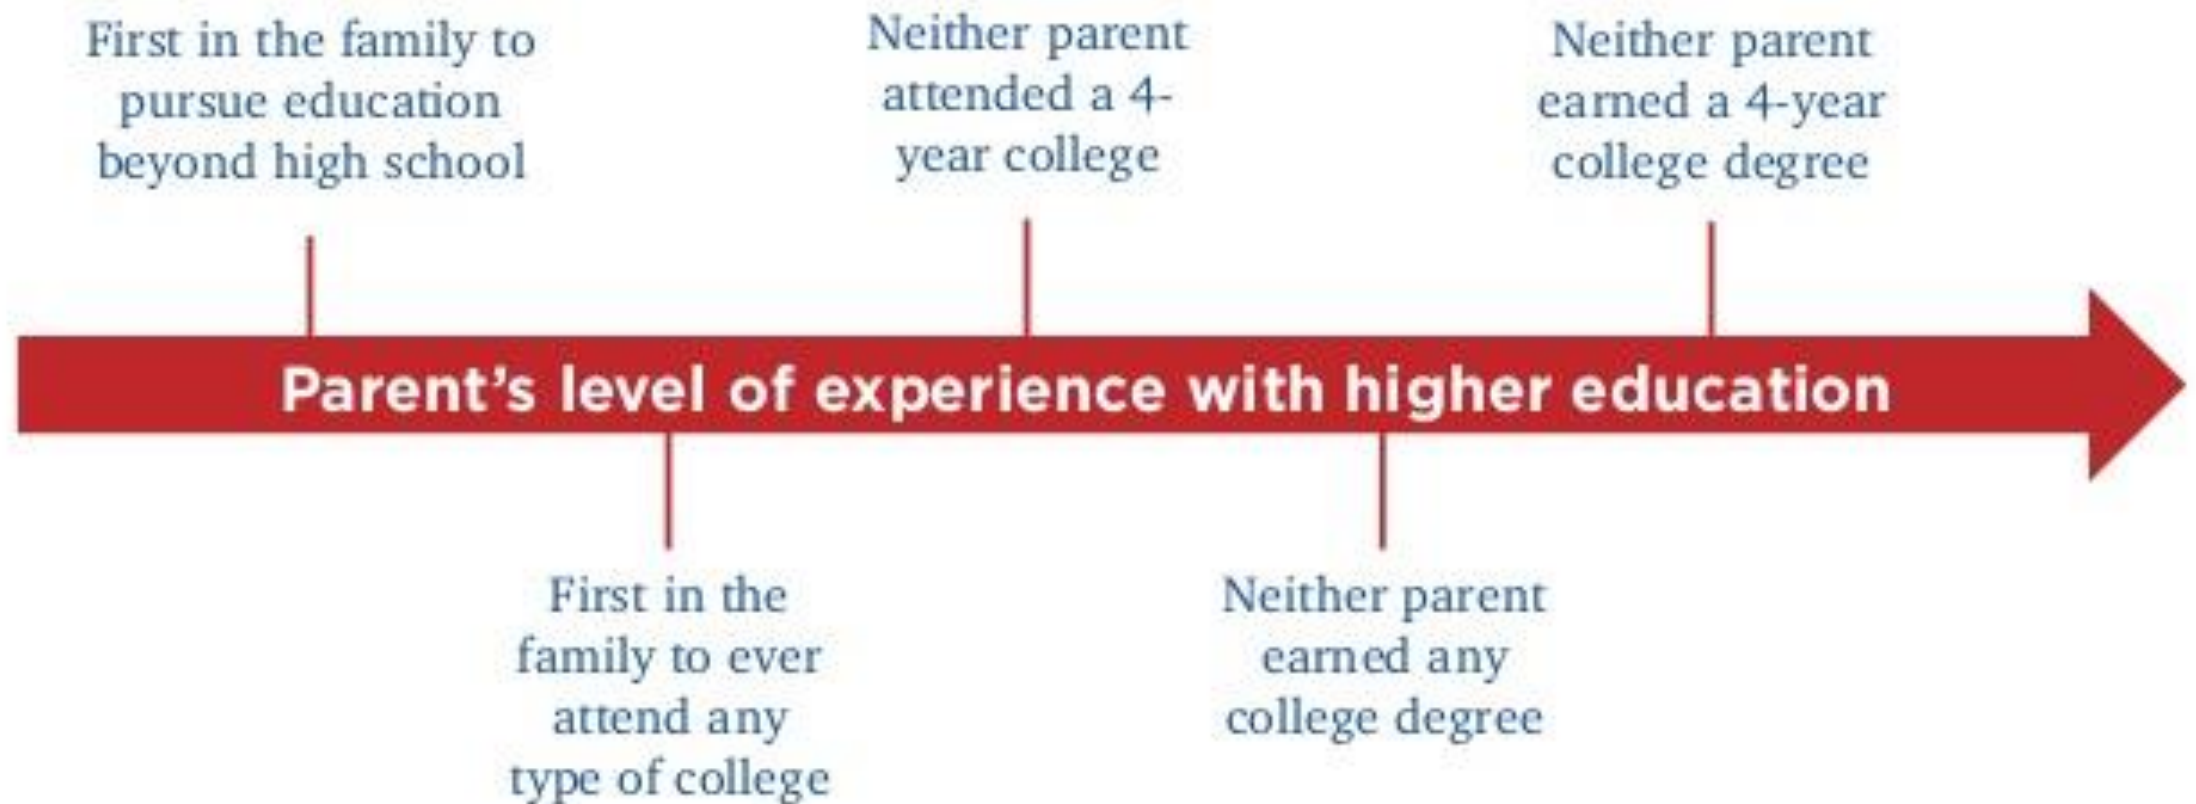 First in the family to
pursue education
beyond high school
Neither parent
attended a 4-
year college
Neither parent
earned a 4-year
college degree
Parent’s level of experience with higher education
First in the
family to ever
attend any
type of college
Neither parent
earned any
college degree